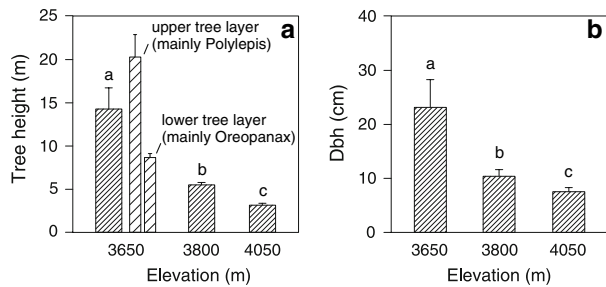 a
25
20
15
10
5
0
Tree height (m)
upper tree layer
(mainly Polylepis)
a
lower tree layer
(mainly Oreopanax)
b
c
3650 3800 4050
Elevation (m)
b
40
30
20
10
0
Dbh (cm)
a
b
c
3650 3800 4050
Elevation (m)